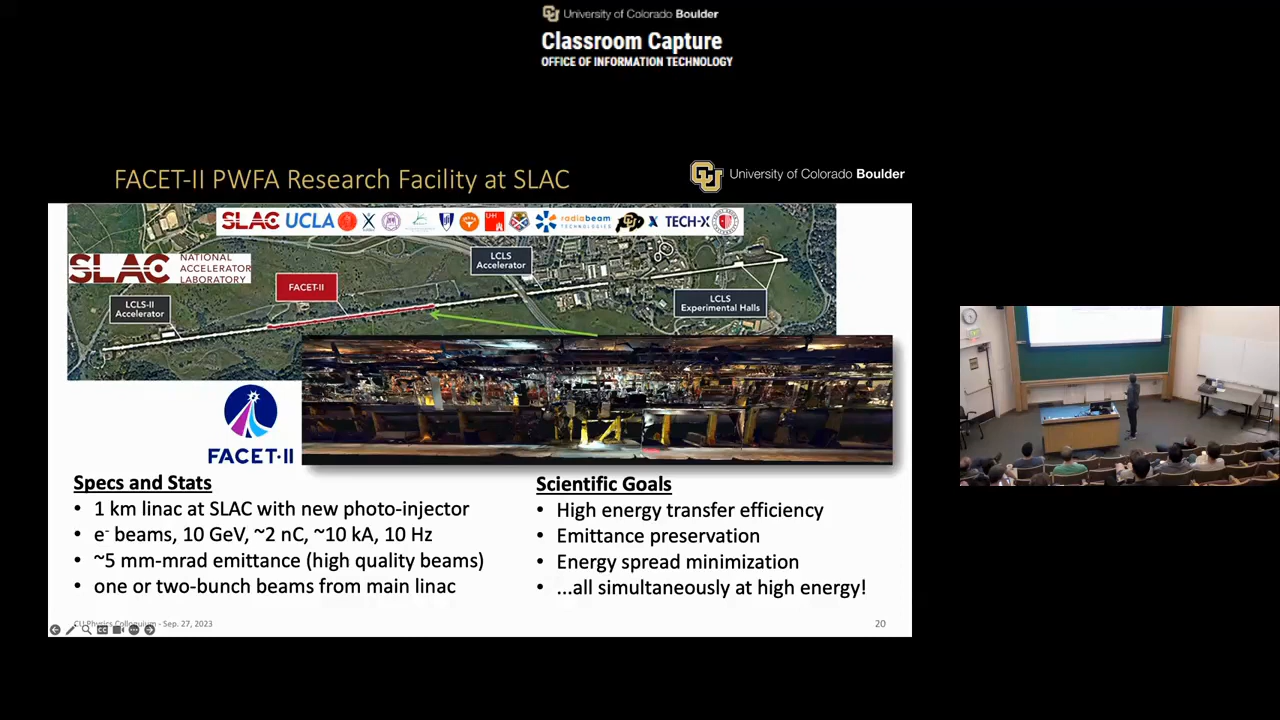 University of Colorado Boulder
Classroom Capture
OFFICE OF INFORMATION TECHNOLOGY
FACET-II PWFA Research Facility at SLAC
University of Colorado Boulder
SLAC UCLA UH radiabeam TECHNOLOGIES TECH-X
SLAC NATIONAL ACCELERATOR LABORATORY
LCLS-II Accelerator
FACET-II
LCLS Accelerator
LCLS Experimental Halls
FACET-II
Specs and Stats
• 1 km linac at SLAC with new photo-injector
• e⁻ beams, 10 GeV, ~2 nC, ~10 kA, 10 Hz
• ~5 mm-mrad emittance (high quality beams)
• one or two-bunch beams from main linac
Scientific Goals
• High energy transfer efficiency
• Emittance preservation
• Energy spread minimization
• ...all simultaneously at high energy!
CU Physics Colloquium - Sep. 27, 2023
20